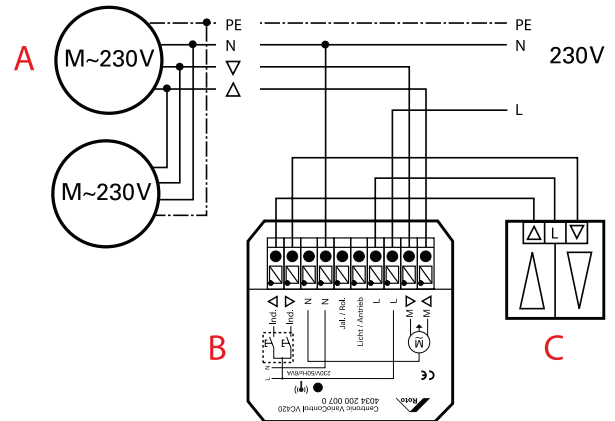 PE PE
A N N
M~230V ▽ 230V
△ L
M~230V
△ L ▽
Ind. Ind. N N Jal. / Rol. Licht / Antrieb L L M M
B C
M
N
L 230V/50Hz/6VA
CE
4034 200 007 0
Centronic VarioControl VC420
Roto